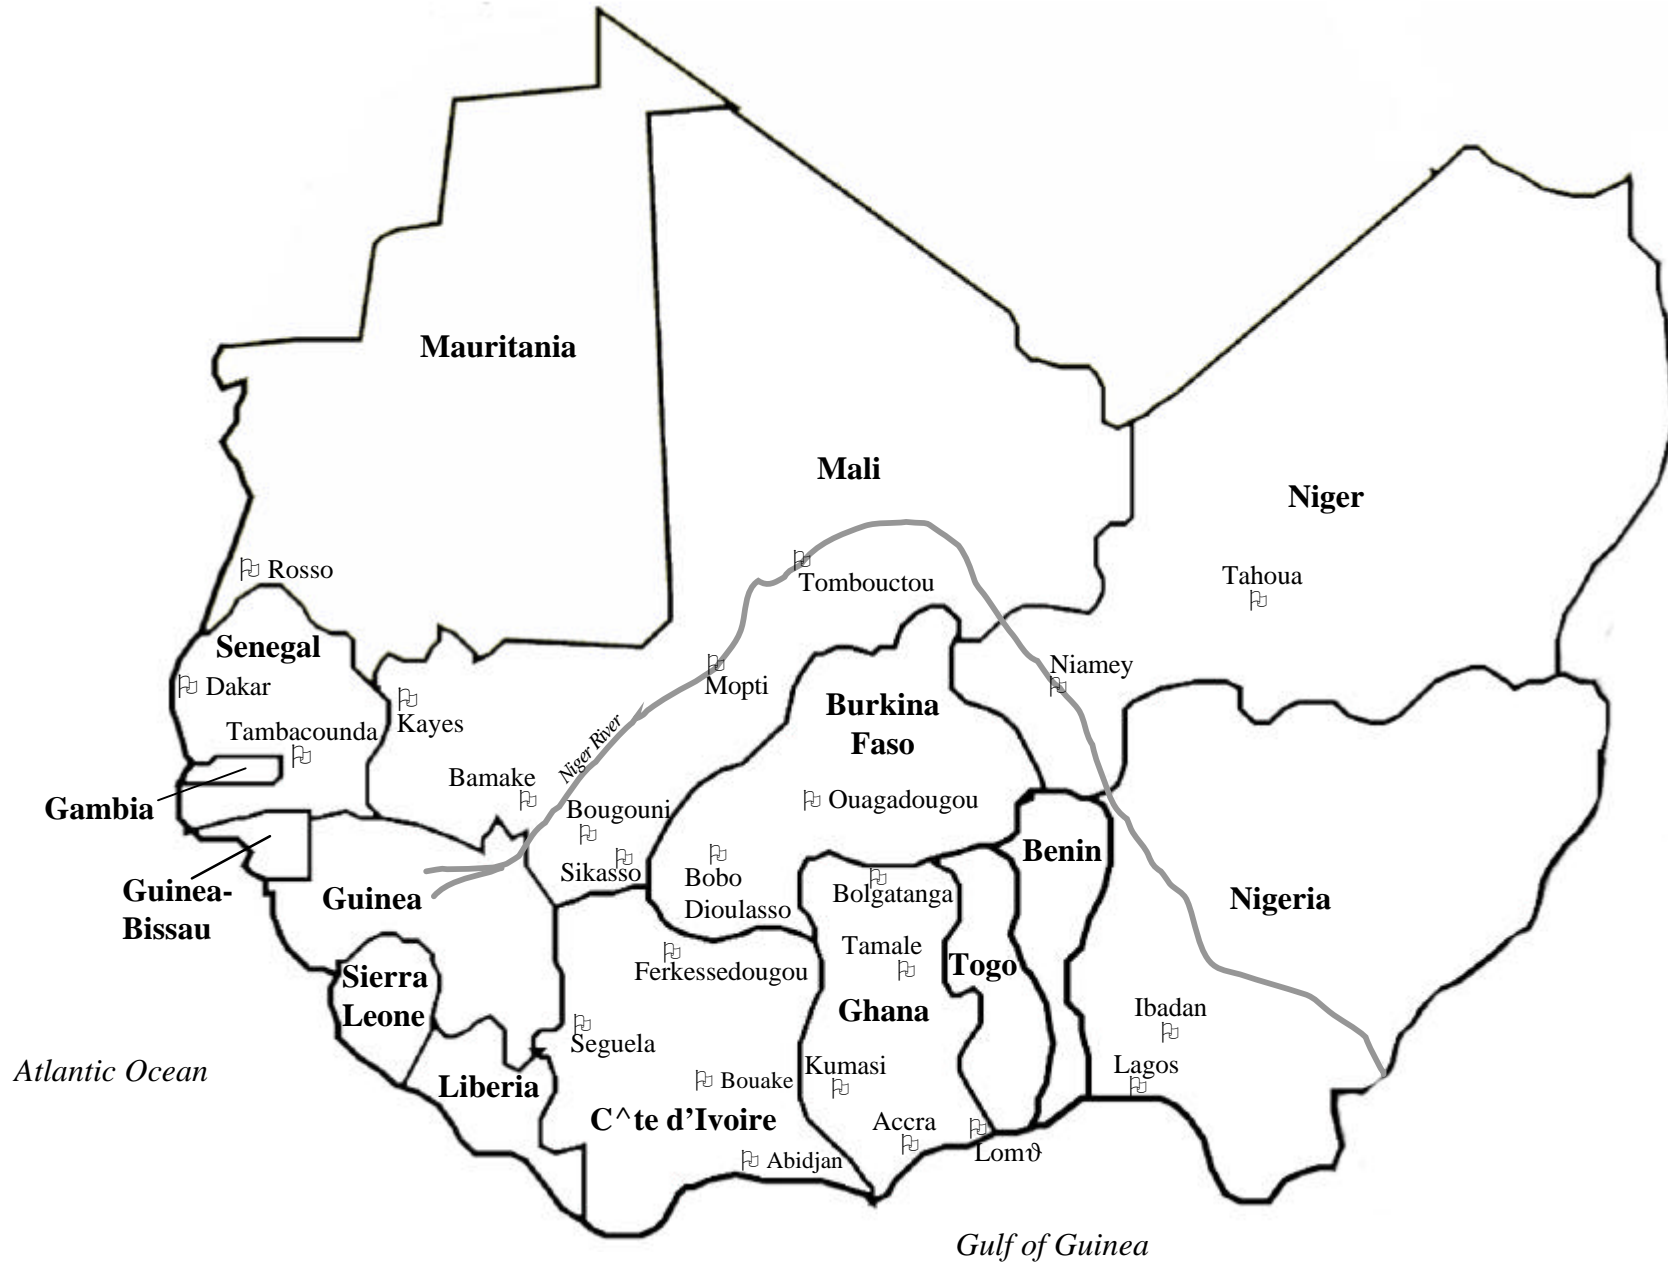 Mauritania
Mali
Niger
Rosso
Tombouctou
Tahoua
Senegal
Dakar
Niamey
Mopti
Kayes
Tambacounda
Burkina
Faso
Niger River
Bamake
Gambia
Bougouni
Ouagadougou
Sikasso
Bobo
Dioulasso
Benin
Guinea-
Bissau
Guinea
Bolgatanga
Nigeria
Tamale
Ferkessedougou
Togo
Sierra
Leone
Ghana
Ibadan
Seguela
Kumasi
Lagos
Atlantic Ocean
Liberia
Bouake
C^te d’Ivoire
Accra
Lomϑ
Abidjan
Gulf of Guinea